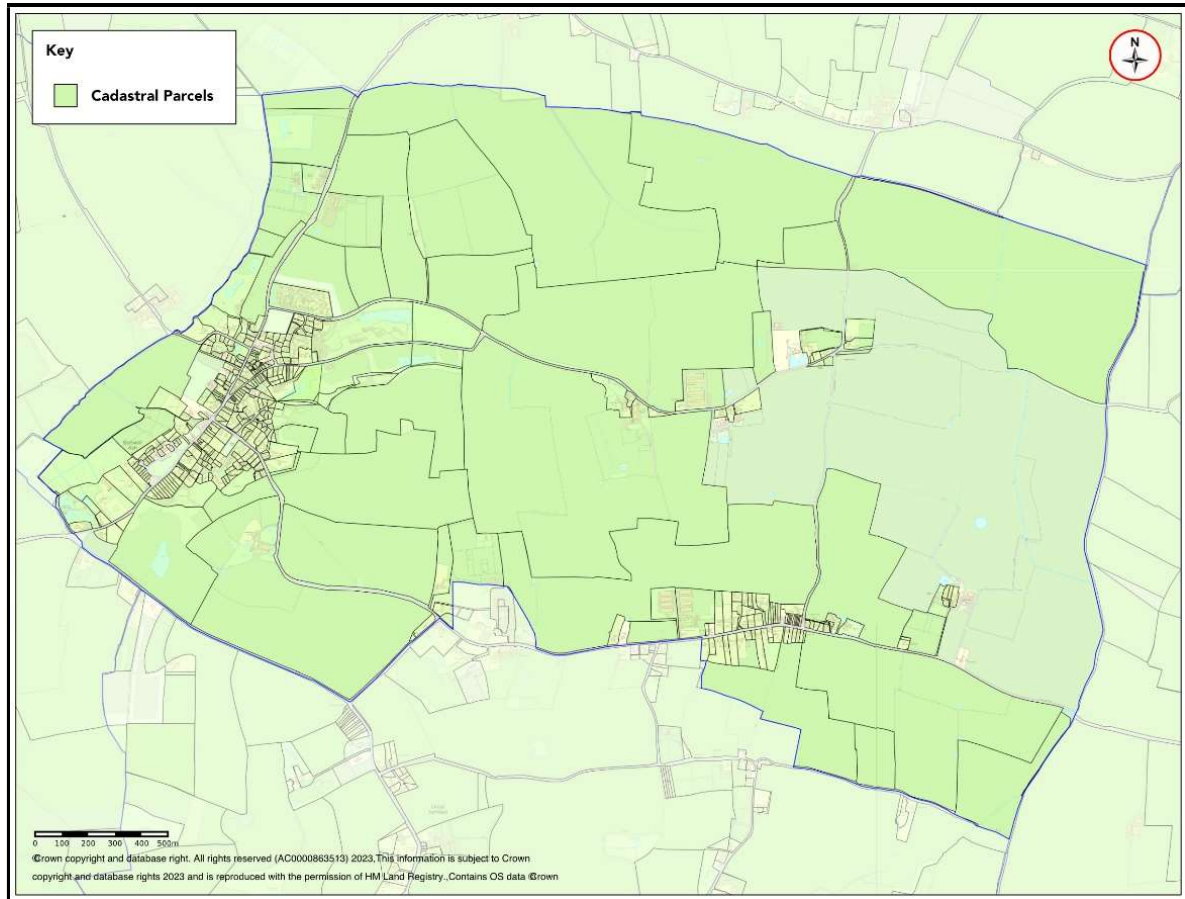 Key
Cadastral Parcels
N
0 100 200 300 400 500m
©Crown copyright and database right. All rights reserved (AC0000863513) 2023,This information is subject to Crown
copyright and database rights 2023 and is reproduced with the permission of HM Land Registry.,Contains OS data ©Crown